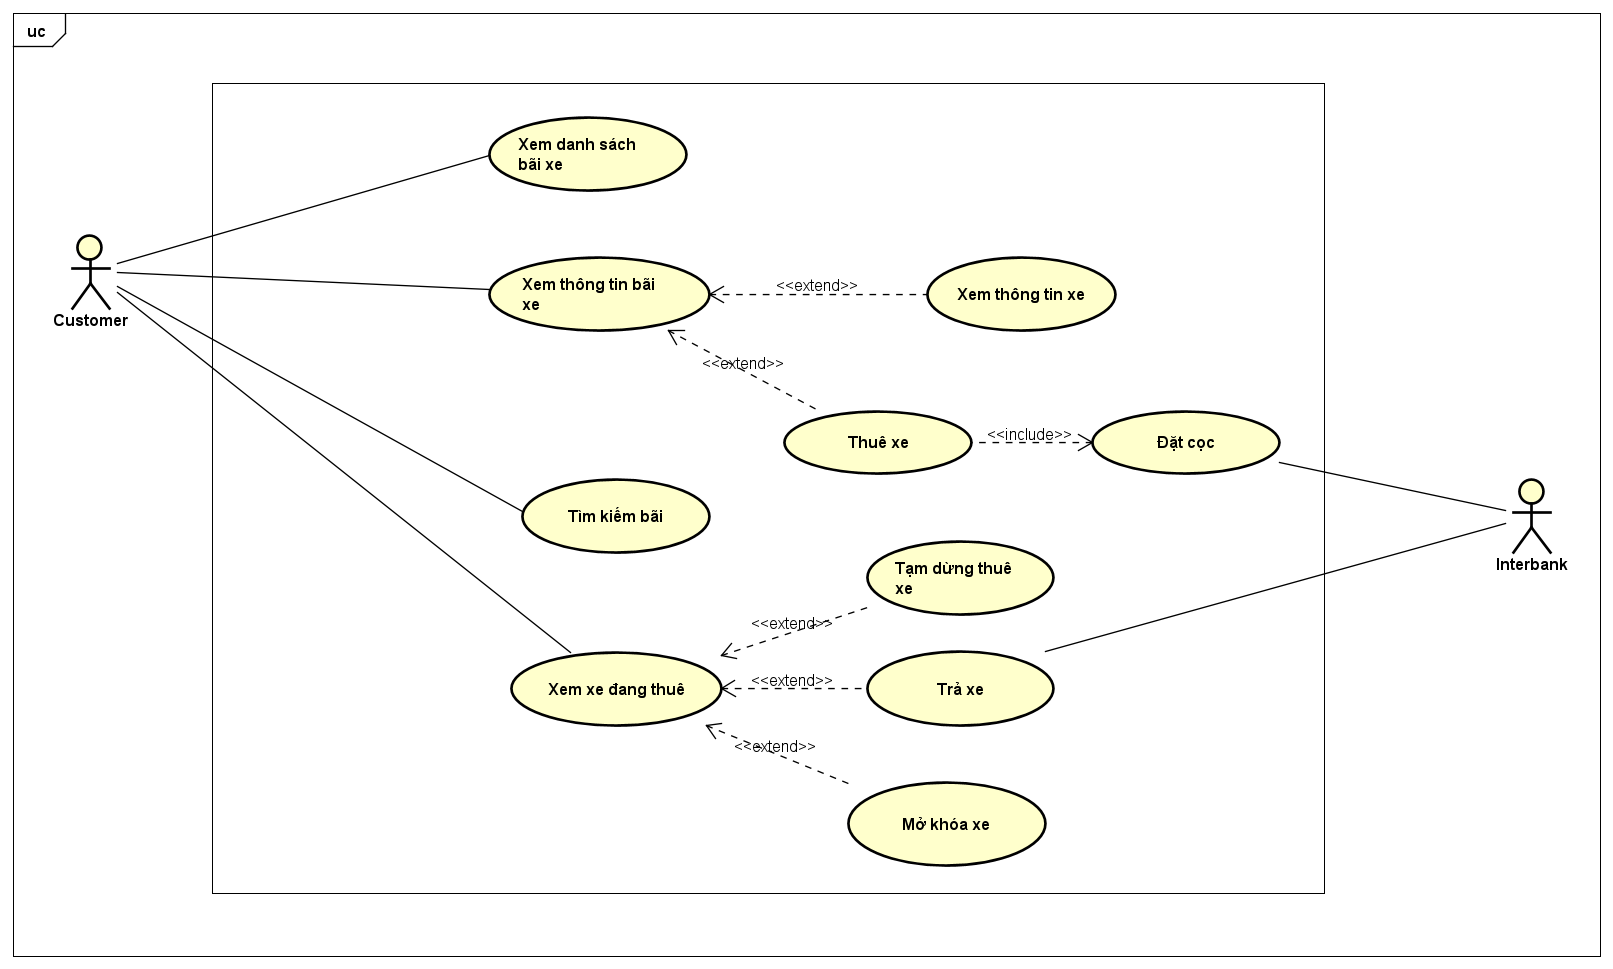 uc
Xem danh sách
bãi xe
Customer
Xem thông tin bãi
xe
<<extend>>
Xem thông tin xe
<<extend>>
Thuê xe
<<include>>
Đặt cọc
Tìm kiếm bãi
Interbank
Tạm dừng thuê
xe
<<extend>>
Xem xe đang thuê
<<extend>>
Trả xe
<<extend>>
Mở khóa xe